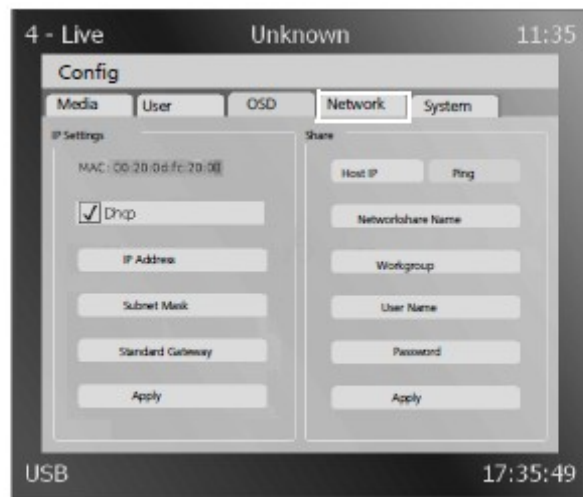 4 - Live Unknown 11:35
Config
Media User OSD Network System
IP Settings
MAC: 00:20:0d:fc:20:00
Dhcp
IP Address
Subnet Mask
Standard Gateway
Apply
Share
Host IP Ping
Networkshare Name
Workgroup
User Name
Password
Apply
USB 17:35:49